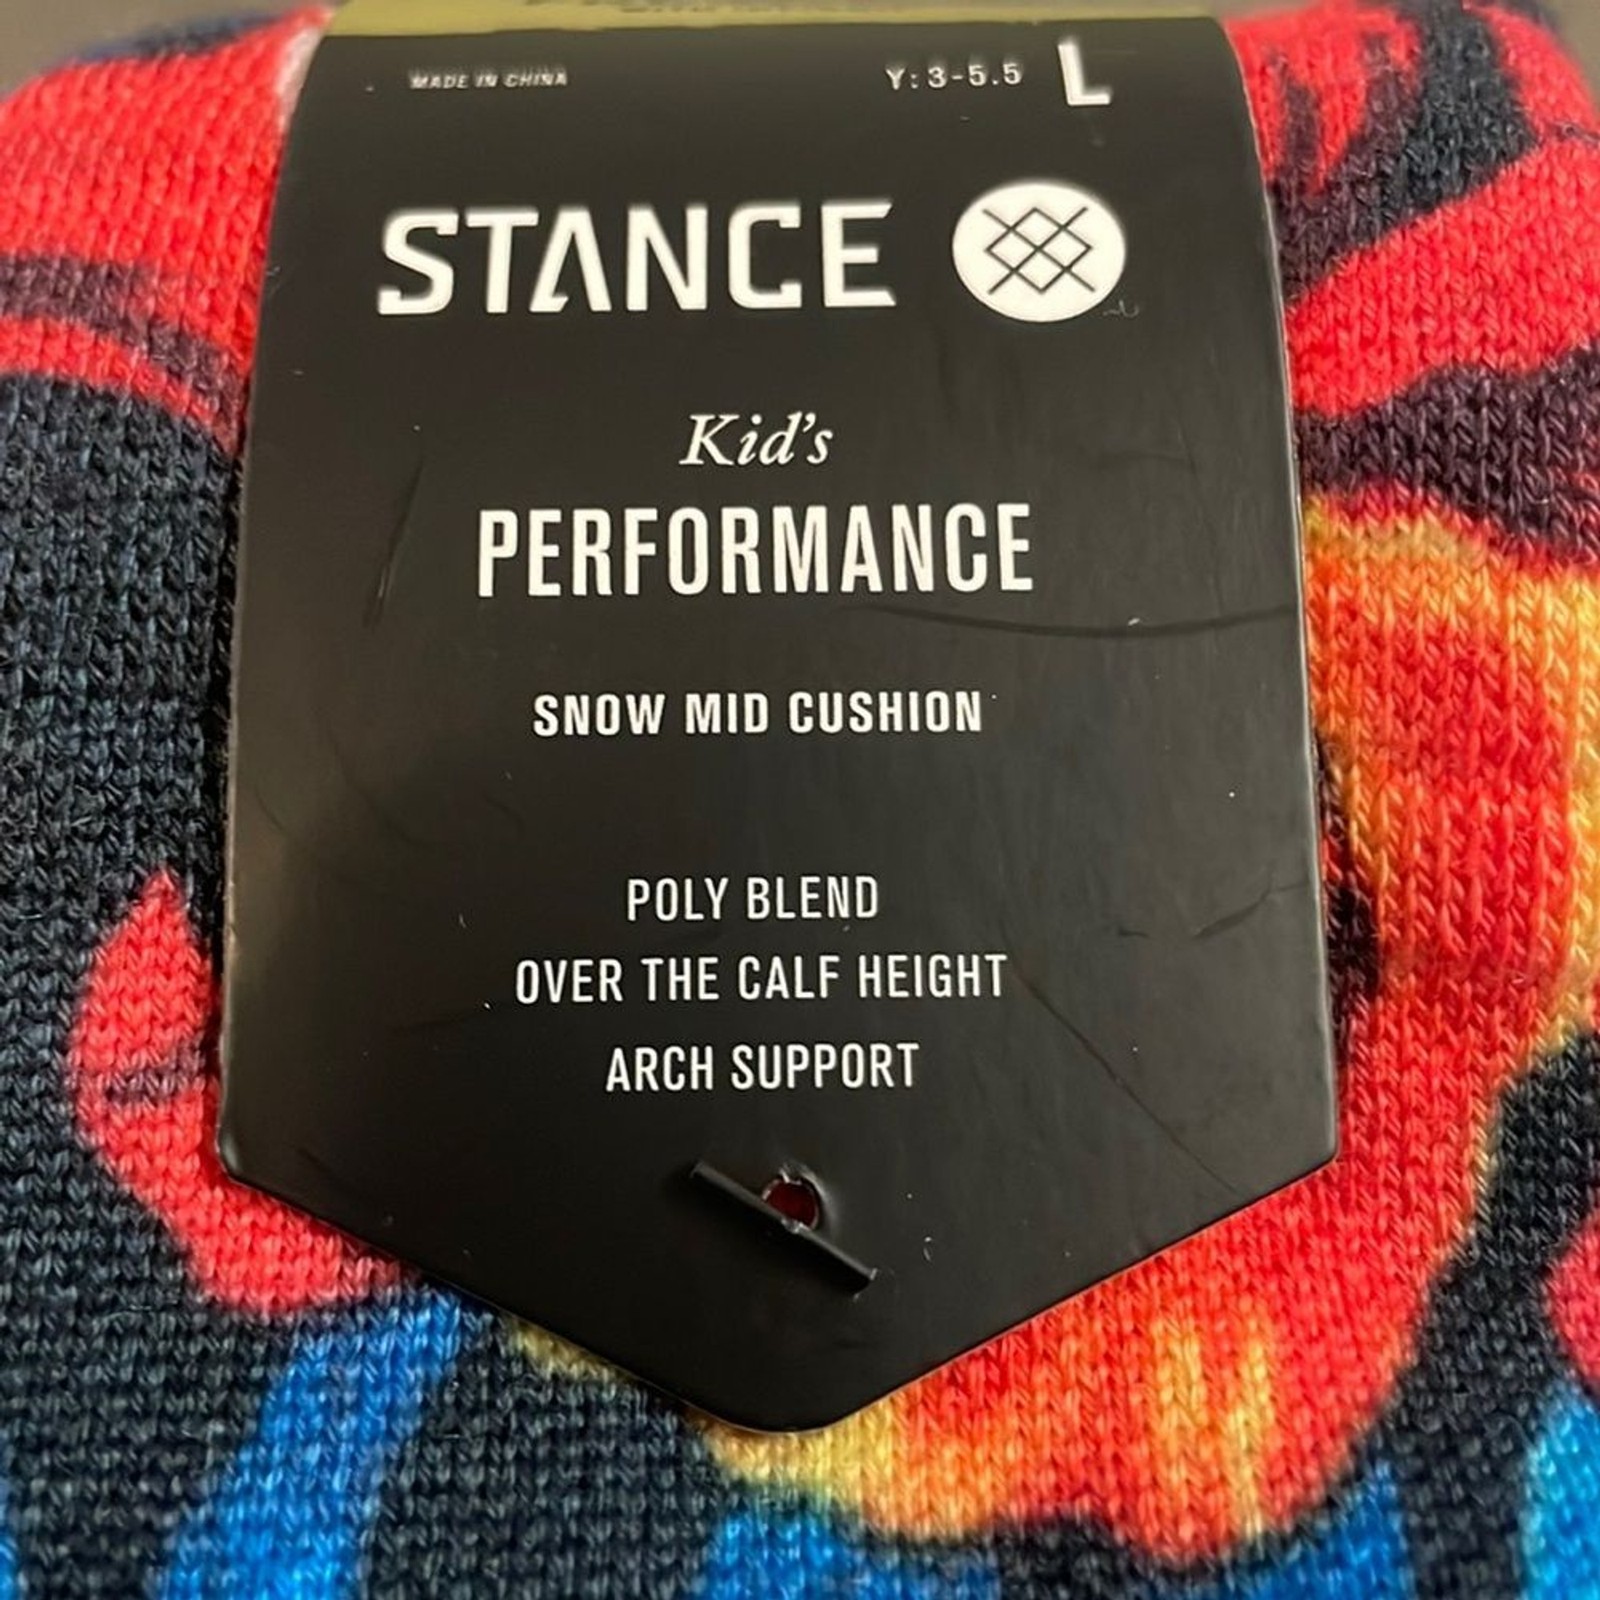 MADE IN CHINA
Y: 3-5.5 L
STANCE
Kid's
PERFORMANCE
SNOW MID CUSHION
POLY BLEND
OVER THE CALF HEIGHT
ARCH SUPPORT